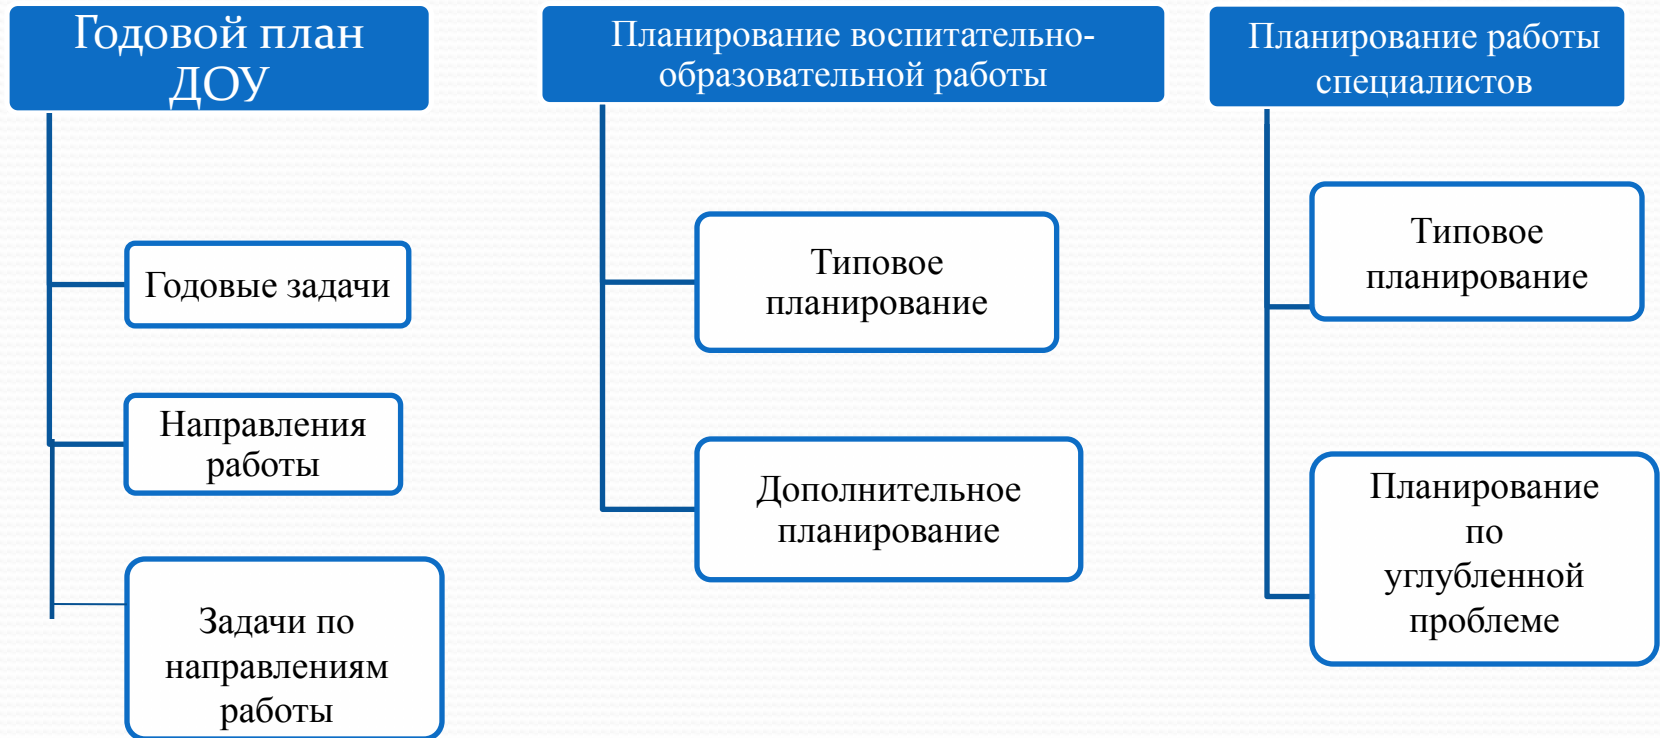 Годовой план
ДОУ
Годовые задачи
Направления
работы
Задачи по
направлениям
работы
Планирование воспитательно-
образовательной работы
Типовое
планирование
Дополнительное
планирование
Планирование работы
специалистов
Типовое
планирование
Планирование
по
углубленной
проблеме